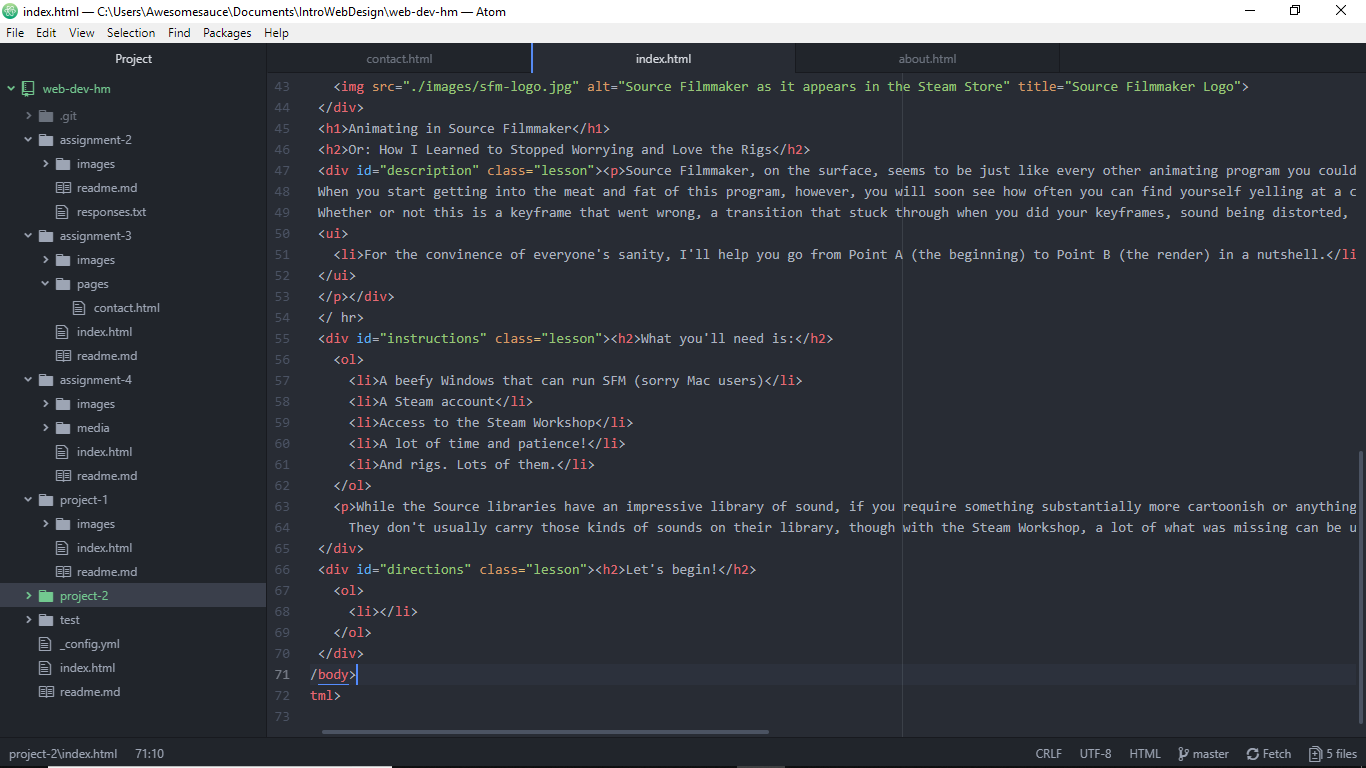 index.html — C:\Users\Awesomesauce\Documents\IntroWebDesign\web-dev-hm — Atom
File Edit View Selection Find Packages Help
Project
web-dev-hm
.git
assignment-2
images
readme.md
responses.txt
assignment-3
images
pages
contact.html
index.html
readme.md
assignment-4
images
media
index.html
readme.md
project-1
images
index.html
readme.md
project-2
test
_config.yml
index.html
readme.md
contact.html index.html about.html
43 <img src="./images/sfm-logo.jpg" alt="Source Filmmaker as it appears in the Steam Store" title="Source Filmmaker Logo">
44 </div>
45 <h1>Animating in Source Filmmaker</h1>
46 <h2>Or: How I Learned to Stopped Worrying and Love the Rigs</h2>
47 <div id="description" class="lesson"><p>Source Filmmaker, on the surface, seems to be just like every other animating program you could
48 When you start getting into the meat and fat of this program, however, you will soon see how often you can find yourself yelling at a c
49 Whether or not this is a keyframe that went wrong, a transition that stuck through when you did your keyframes, sound being distorted,
50 <ui>
51 <li>For the convinence of everyone's sanity, I'll help you go from Point A (the beginning) to Point B (the render) in a nutshell.</li
52 </ui>
53 </p></div>
54 </ hr>
55 <div id="instructions" class="lesson"><h2>What you'll need is:</h2>
56 <ol>
57 <li>A beefy Windows that can run SFM (sorry Mac users)</li>
58 <li>A Steam account</li>
59 <li>Access to the Steam Workshop</li>
60 <li>A lot of time and patience!</li>
61 <li>And rigs. Lots of them.</li>
62 </ol>
63 <p>While the Source libraries have an impressive library of sound, if you require something substantially more cartoonish or anything
64 They don't usually carry those kinds of sounds on their library, though with the Steam Workshop, a lot of what was missing can be u
65 </div>
66 <div id="directions" class="lesson"><h2>Let's begin!</h2>
67 <ol>
68 <li></li>
69 </ol>
70 </div>
71 /body>
72 tml>
73
project-2\index.html 71:10 CRLF UTF-8 HTML master Fetch 5 files